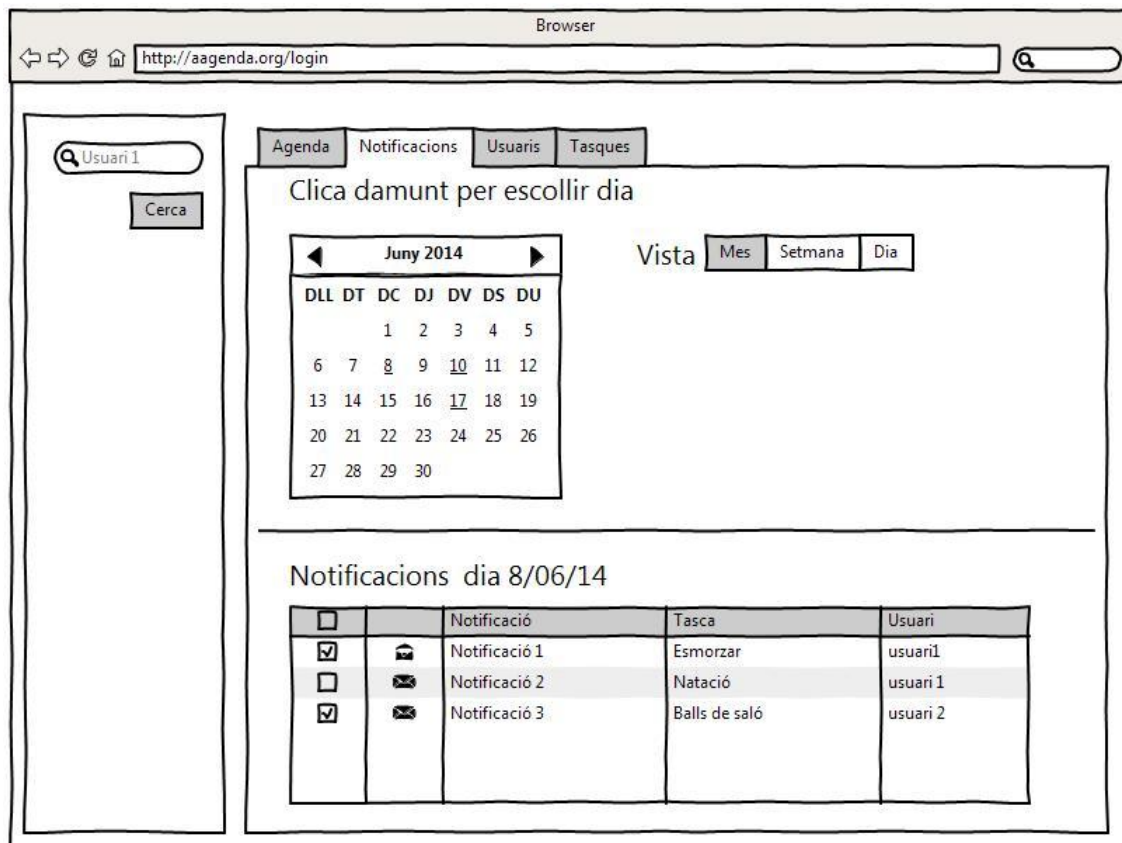 Browser
http://aagenda.org/login
Usuari 1
Cerca
Agenda Notificacions Usuaris Tasques
Clica damunt per escollir dia
Juny 2014
DLL DT DC DJ DV DS DU
1 2 3 4 5
6 7 8 9 10 11 12
13 14 15 16 17 18 19
20 21 22 23 24 25 26
27 28 29 30
Vista Mes Setmana Dia
Notificacions dia 8/06/14
Notificació Tasca Usuari
Notificació 1 Esmorzar usuari1
Notificació 2 Natació usuari 1
Notificació 3 Balls de saló usuari 2